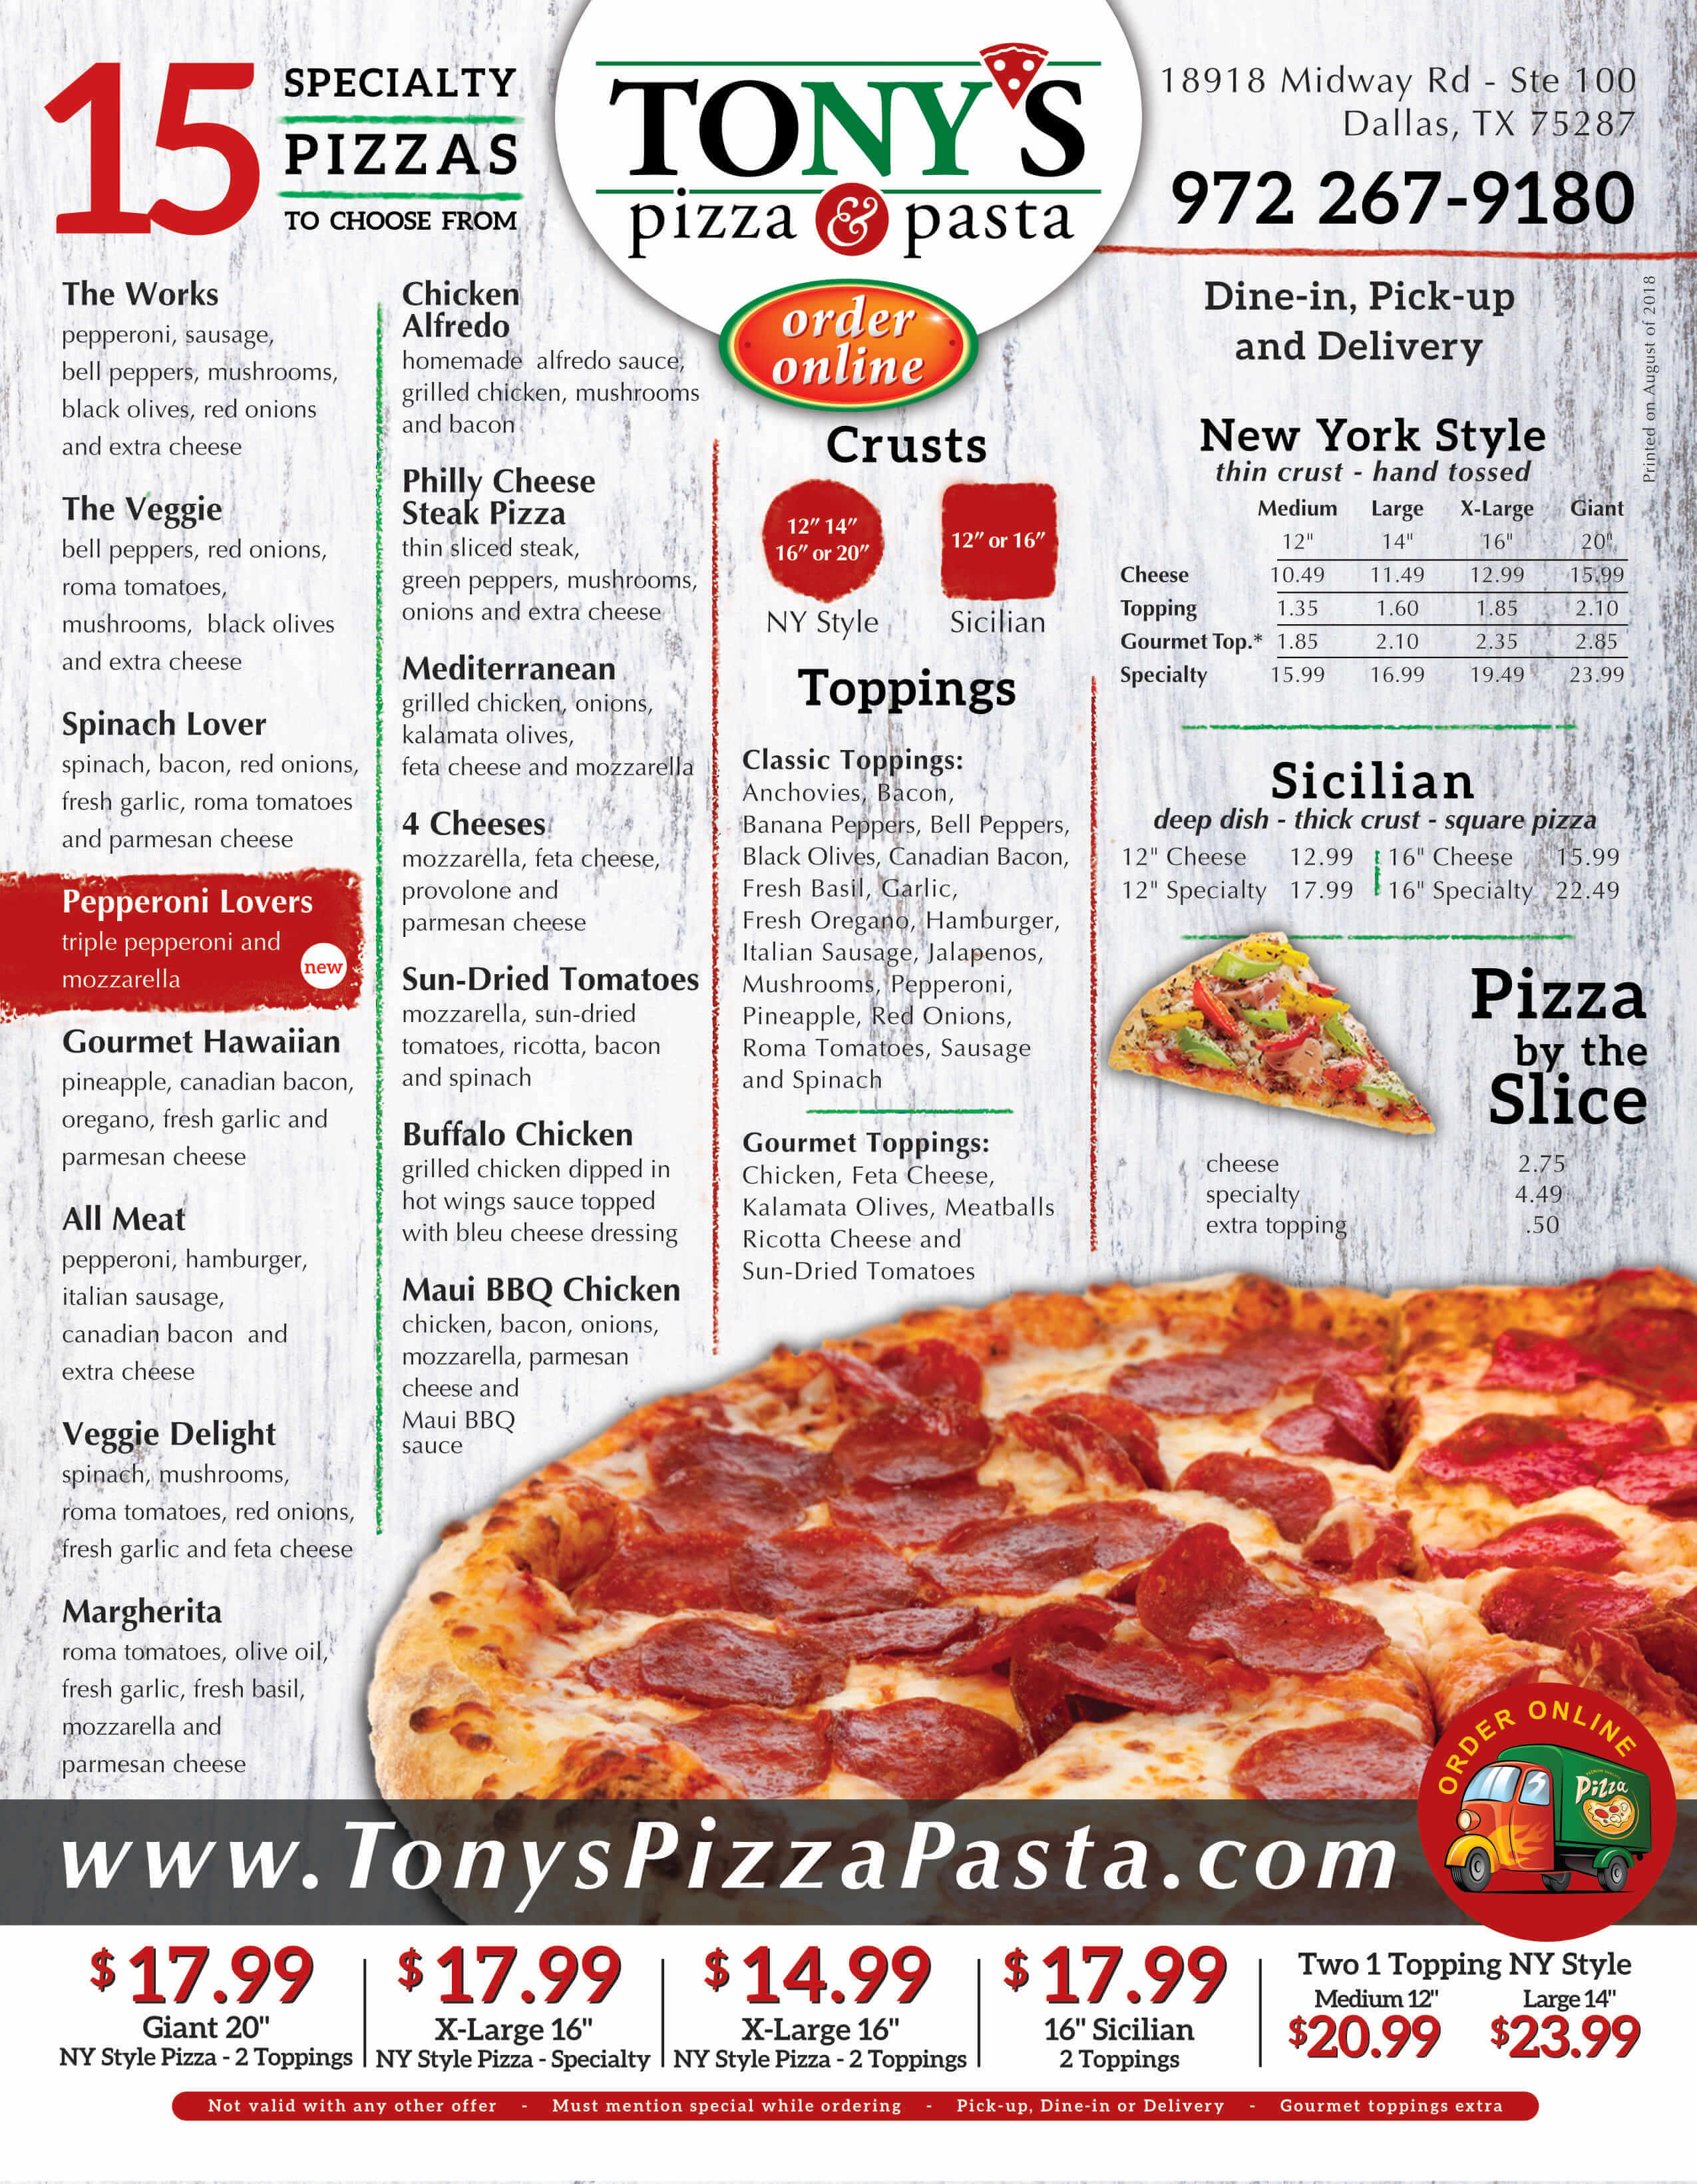 15
SPECIALTY
PIZZAS
TO CHOOSE FROM
TONY'S
pizza & pasta
order
online
18918 Midway Rd - Ste 100
Dallas, TX 75287
972 267-9180
Dine-in, Pick-up
and Delivery
Printed on August of 2018
The Works
pepperoni, sausage,
bell peppers, mushrooms,
black olives, red onions
and extra cheese
The Veggie
bell peppers, red onions,
roma tomatoes,
mushrooms, black olives
and extra cheese
Spinach Lover
spinach, bacon, red onions,
fresh garlic, roma tomatoes
and parmesan cheese
Pepperoni Lovers
triple pepperoni and
mozzarella
new
Gourmet Hawaiian
pineapple, canadian bacon,
oregano, fresh garlic and
parmesan cheese
All Meat
pepperoni, hamburger,
italian sausage,
canadian bacon and
extra cheese
Veggie Delight
spinach, mushrooms,
roma tomatoes, red onions,
fresh garlic and feta cheese
Margherita
roma tomatoes, olive oil,
fresh garlic, fresh basil,
mozzarella and
parmesan cheese
Chicken
Alfredo
homemade alfredo sauce,
grilled chicken, mushrooms
and bacon
Philly Cheese
Steak Pizza
thin sliced steak,
green peppers, mushrooms,
onions and extra cheese
Mediterranean
grilled chicken, onions,
kalamata olives,
feta cheese and mozzarella
4 Cheeses
mozzarella, feta cheese,
provolone and
parmesan cheese
Sun-Dried Tomatoes
mozzarella, sun-dried
tomatoes, ricotta, bacon
and spinach
Buffalo Chicken
grilled chicken dipped in
hot wings sauce topped
with bleu cheese dressing
Maui BBQ Chicken
chicken, bacon, onions,
mozzarella, parmesan
cheese and
Maui BBQ
sauce
Crusts
12" 14"
16" or 20"
NY Style
12" or 16"
Sicilian
Toppings
Classic Toppings:
Anchovies, Bacon,
Banana Peppers, Bell Peppers,
Black Olives, Canadian Bacon,
Fresh Basil, Garlic,
Fresh Oregano, Hamburger,
Italian Sausage, Jalapenos,
Mushrooms, Pepperoni,
Pineapple, Red Onions,
Roma Tomatoes, Sausage
and Spinach
Gourmet Toppings:
Chicken, Feta Cheese,
Kalamata Olives, Meatballs
Ricotta Cheese and
Sun-Dried Tomatoes
New York Style
thin crust - hand tossed
Medium Large X-Large Giant
12" 14" 16" 20"
Cheese 10.49 11.49 12.99 15.99
Topping 1.35 1.60 1.85 2.10
Gourmet Top.* 1.85 2.10 2.35 2.85
Specialty 15.99 16.99 19.49 23.99
Sicilian
deep dish - thick crust - square pizza
12" Cheese 12.99 16" Cheese 15.99
12" Specialty 17.99 16" Specialty 22.49
Pizza
by the
Slice
cheese 2.75
specialty 4.49
extra topping .50
ORDER ONLINE
Pizza
www.TonysPizzaPasta.com
$17.99
Giant 20"
NY Style Pizza - 2 Toppings
$17.99
X-Large 16"
NY Style Pizza - Specialty
$14.99
X-Large 16"
NY Style Pizza - 2 Toppings
$17.99
16" Sicilian
2 Toppings
Two 1 Topping NY Style
Medium 12" Large 14"
$20.99 $23.99
Not valid with any other offer - Must mention special while ordering - Pick-up, Dine-in or Delivery - Gourmet toppings extra